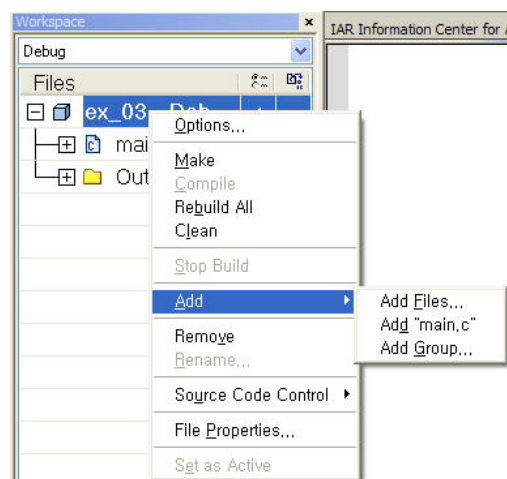 Workspace
IAR Information Center for
Debug
Files
ex_03
mai
Out
Options...
Make
Compile
Rebuild All
Clean
Stop Build
Add
Add Files...
Add "main.c"
Add Group...
Remove
Rename...
Source Code Control
File Properties...
Set as Active